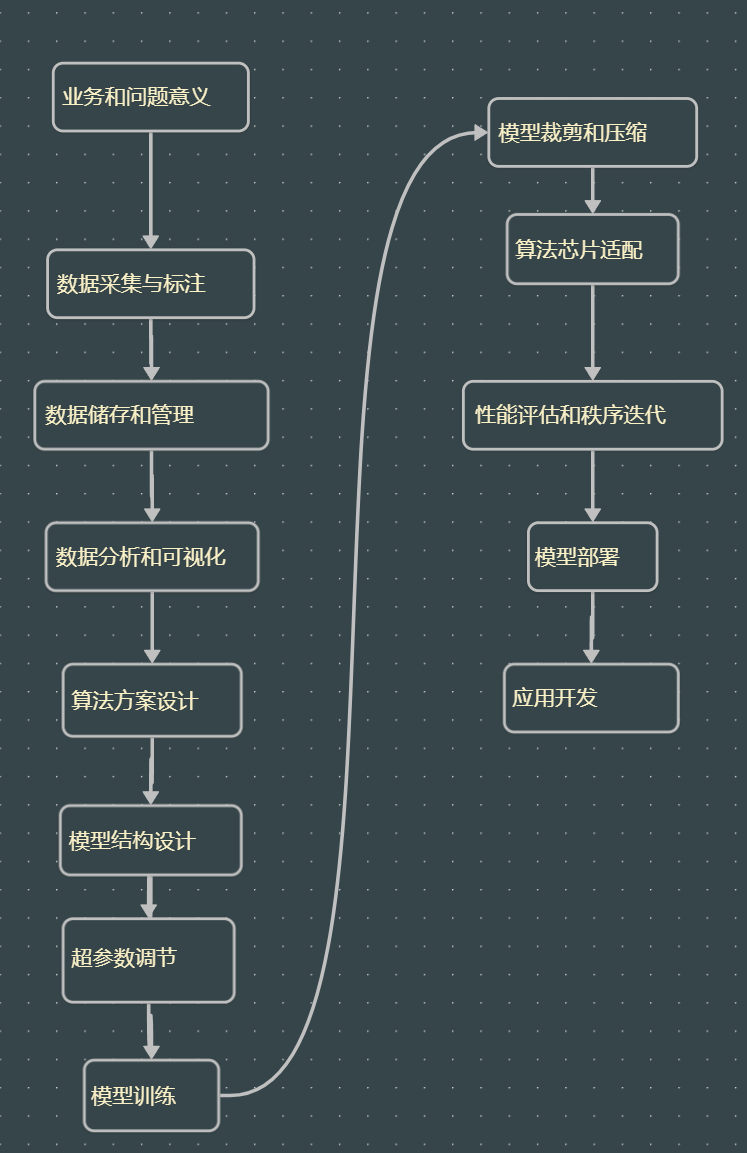 业务和问题意义
数据采集与标注
数据储存和管理
数据分析和可视化
算法方案设计
模型结构设计
超参数调节
模型训练
模型裁剪和压缩
算法芯片适配
性能评估和秩序迭代
模型部署
应用开发